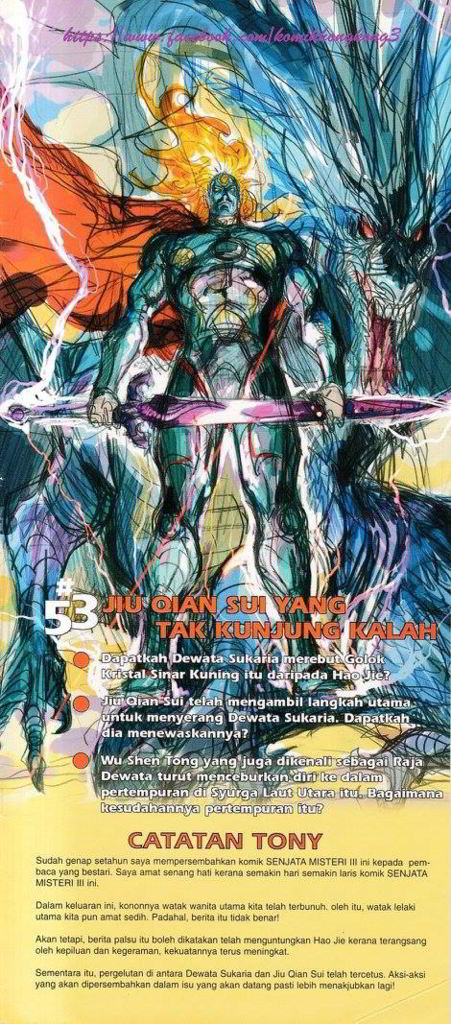 https://www.facebook.com/komikhongkong3
#
53 JIU QIAN SUI YANG
TAK KUNJUNG KALAH
Dapatkah Dewata Sukaria merebut Golok
Kristal Sinar Kuning itu daripada Hao Jie?
Jiu Qian Sui telah mengambil langkah utama
untuk menyerang Dewata Sukaria. Dapatkah
dia menewaskannya?
Wu Shen Tong yang juga dikenali sebagai Raja
Dewata turut menceburkan diri ke dalam
pertempuran di Syurga Laut Utara itu. Bagaimana
kesudahannya pertempuran itu?
CATATAN TONY
Sudah genap setahun saya mempersembahkan komik SENJATA MISTERI III ini kepada pem-
baca yang bestari. Saya amat senang hati kerana semakin hari semakin laris komik SENJATA
MISTERI III ini.
Dalam keluaran ini, kononnya watak wanita utama kita telah terbunuh. oleh itu, watak lelaki
utama kita pun amat sedih. Padahal, berita itu tidak benar!
Akan tetapi, berita palsu itu boleh dikatakan telah menguntungkan Hao Jie kerana terangsang
oleh kepiluan dan kegeraman, kekuatannya terus meningkat.
Sementara itu, pergelutan di antara Dewata Sukaria dan Jiu Qian Sui telah tercetus. Aksi-aksi
yang akan dipersembahkan dalam isu yang akan datang pasti lebih menakjubkan lagi!